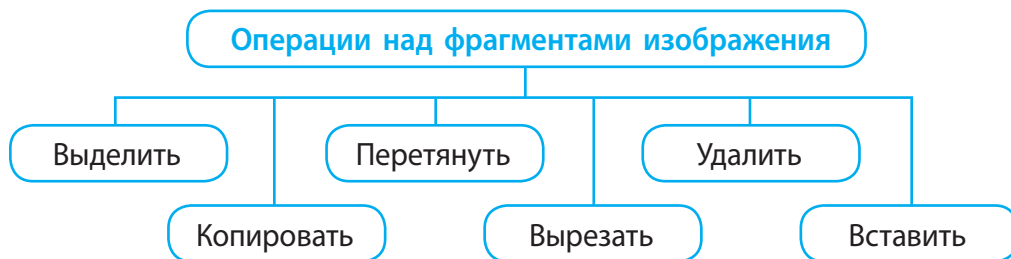 Операции над фрагментами изображения
Выделить
Перетянуть
Удалить
Копировать
Вырезать
Вставить